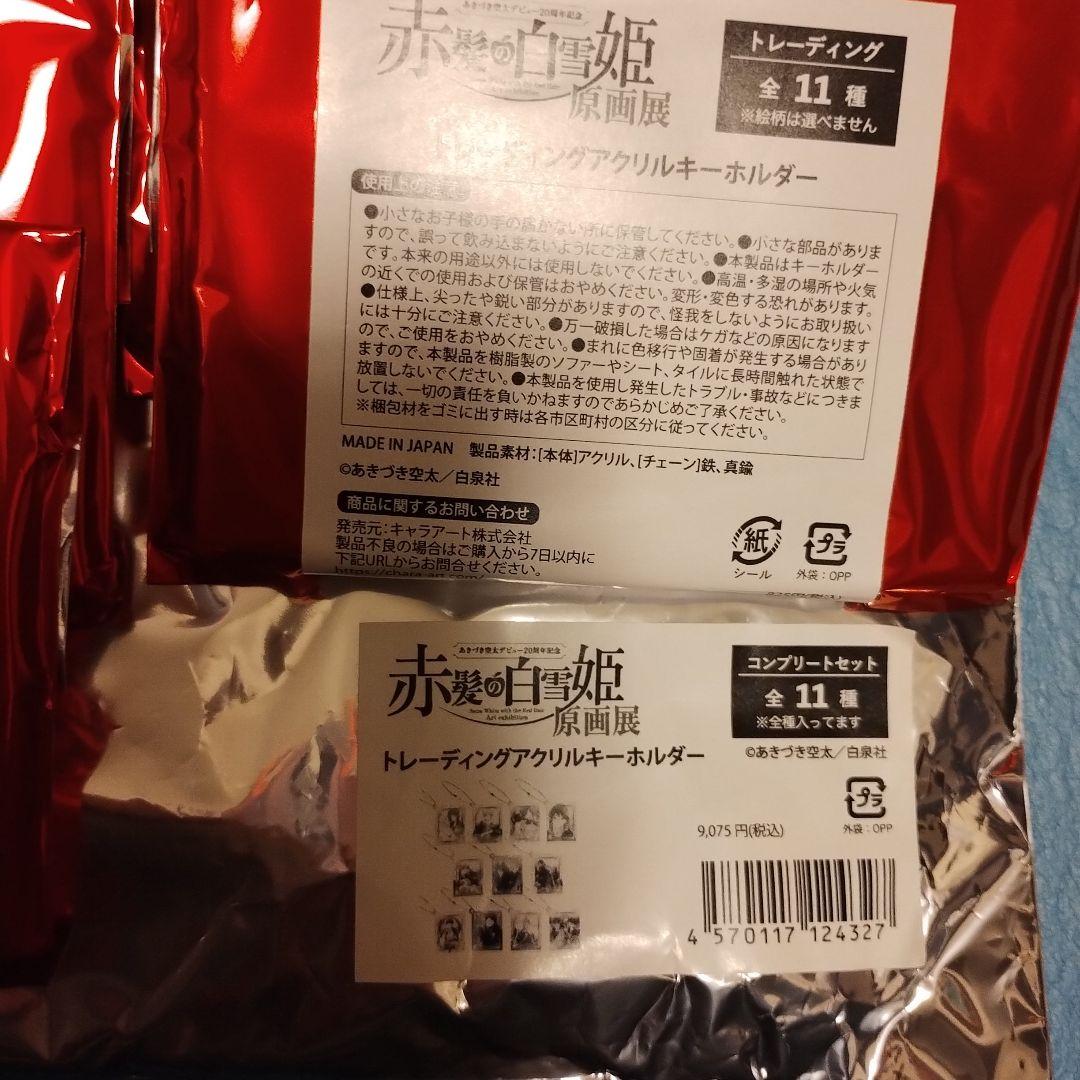 あきづき空太デビュー20周年記念
赤髪の白雪姫
原画展
トレーディング
全 11 種
※絵柄は選べません
ディングアクリルキーホルダー
使用上の注意
●小さなお子様の手の届かない所に保管してください。●小さな部品がありま
すので、誤って飲み込まないようにご注意ください。●本製品はキーホルダー
です。本来の用途以外には使用しないでください。●高温・多湿の場所や火気
の近くでの使用および保管はおやめください。変形・変色する恐れがあります。
●仕様上、尖ったや鋭い部分がありますので、怪我をしないようにお取り扱い
には十分にご注意ください。●万一破損した場合はケガなどの原因になります
ので、ご使用をおやめください。●まれに色移行や固着が発生する場合があり
ますので、本製品を樹脂製のソファーやシート、タイルに長時間触れた状態で
放置しないでください。●本製品を使用し発生したトラブル・事故などにつきま
しては、一切の責任を負いかねますのであらかじめご了承ください。
※梱包材をゴミに出す時は各市区町村の区分に従ってください。
MADE IN JAPAN 製品素材:[本体]アクリル、[チェーン]鉄、真鍮
©あきづき空太/白泉社
商品に関するお問い合わせ
発売元:キャラアート株式会社
製品不良の場合はご購入から7日以内に
下記URLからお問合せください。
https://chara-art.com/
紙
シール
プラ
外袋:OPP
825円(税込)
あきづき空太デビュー20周年記念
赤髪の白雪姫
Snow White with the Red Hair
Art exhibition
原画展
コンプリートセット
全 11 種
※全種入ってます
トレーディングアクリルキーホルダー
©あきづき空太/白泉社
プラ
外袋:OPP
9,075円(税込)
4 570117 124327